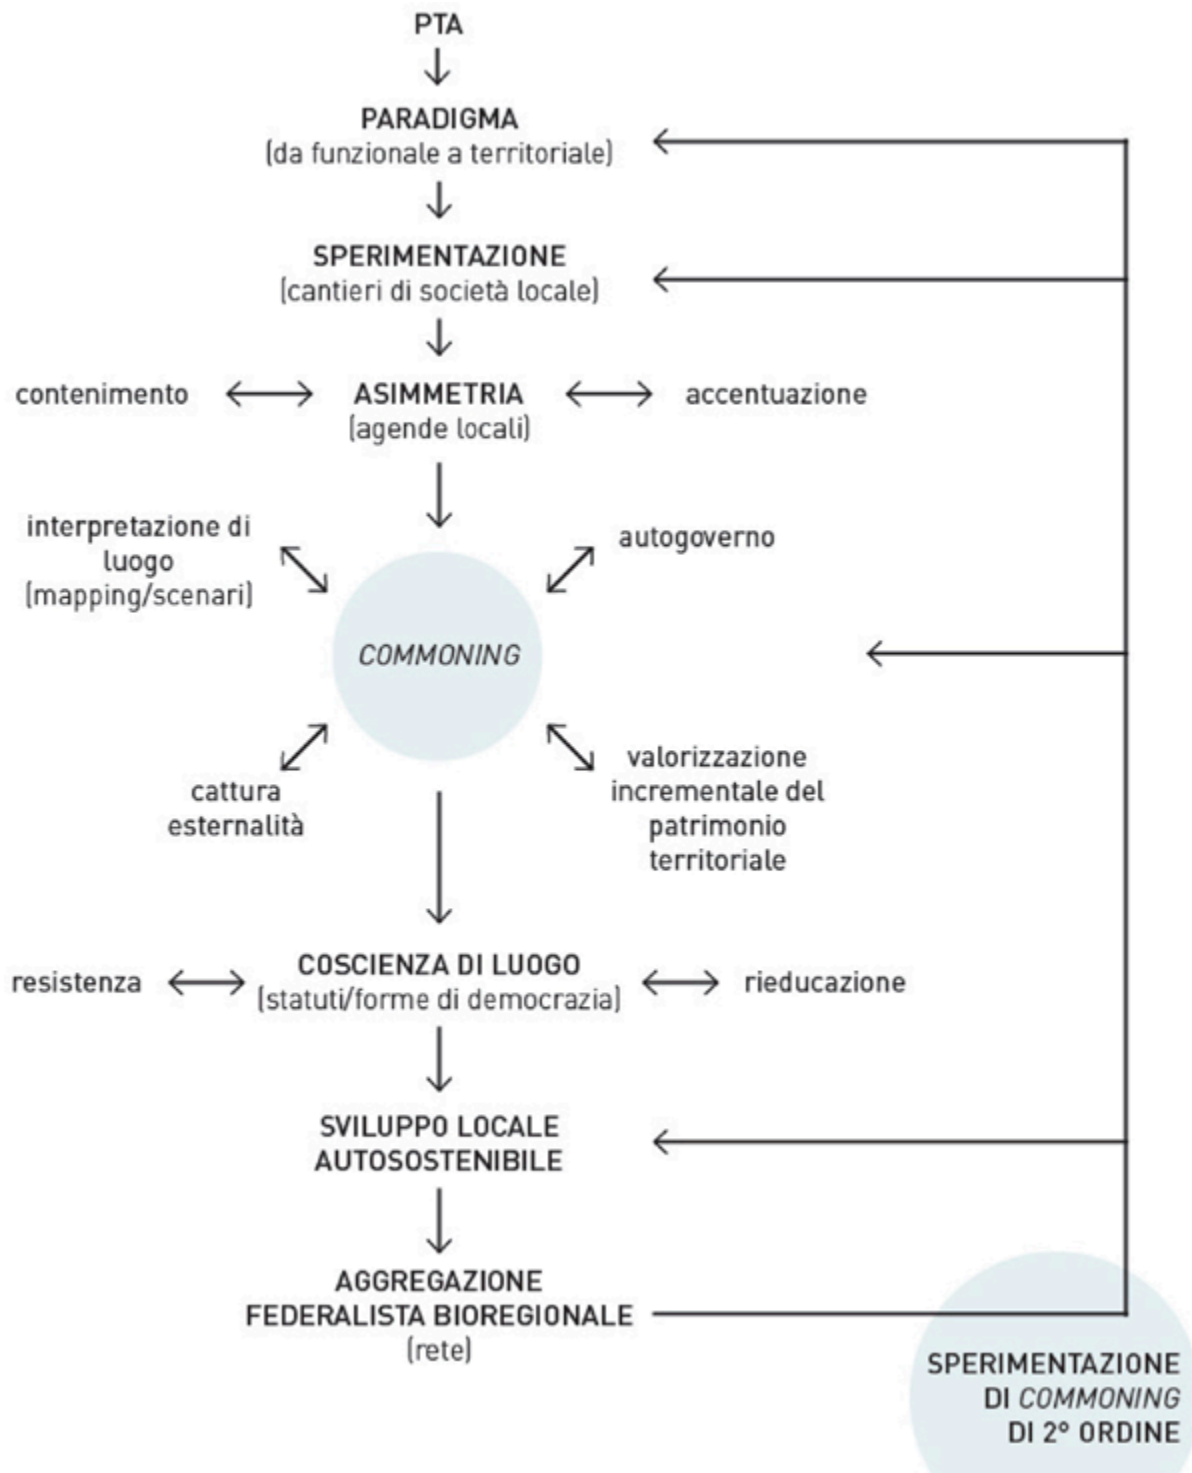 PTA
PARADIGMA
(da funzionale a territoriale)
SPERIMENTAZIONE
(cantieri di società locale)
contenimento
ASIMMETRIA
(agende locali)
accentuazione
interpretazione di
luogo
(mapping/scenari)
autogoverno
COMMONING
cattura
esternalità
valorizzazione
incrementale del
patrimonio
territoriale
resistenza
COSCIENZA DI LUOGO
(statuti/forme di democrazia)
rieducazione
SVILUPPO LOCALE
AUTOSOSTENIBILE
AGGREGAZIONE
FEDERALISTA BIOREGIONALE
(rete)
SPERIMENTAZIONE
DI COMMONING
DI 2° ORDINE